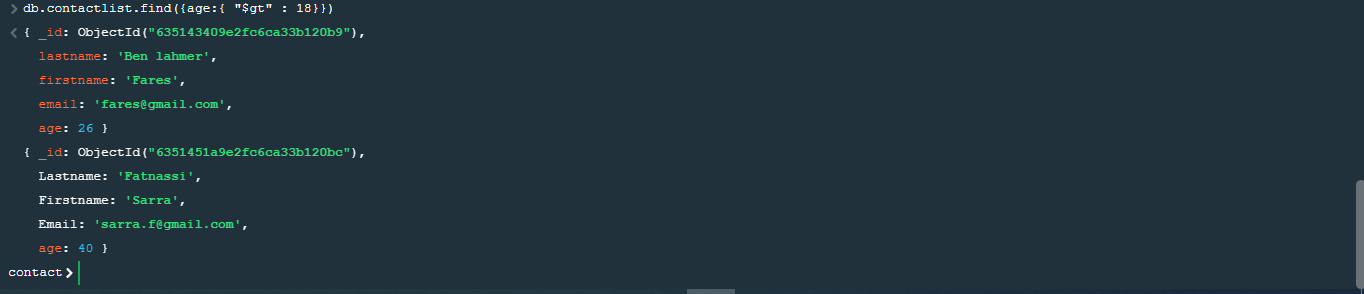 > db.contactlist.find({age:{ "$gt" : 18}})
< { _id: ObjectId("635143409e2fc6ca33b120b9"),
lastname: 'Ben lahmer',
firstname: 'Fares',
email: 'fares@gmail.com',
age: 26 }
{ _id: ObjectId("6351451a9e2fc6ca33b120bc"),
Lastname: 'Fatnassi',
Firstname: 'Sarra',
Email: 'sarra.f@gmail.com',
age: 40 }
contact>